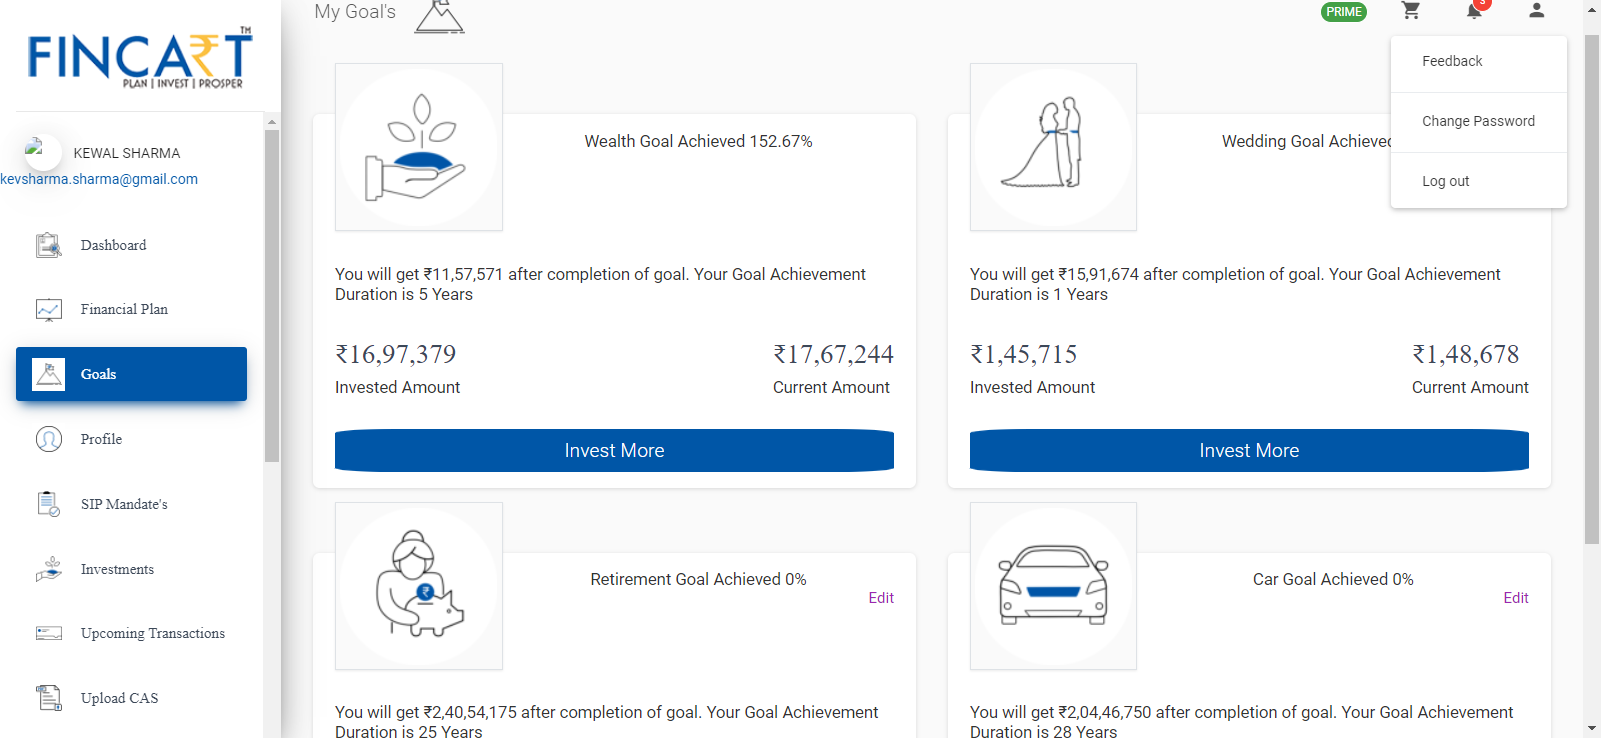 FINCART
TM
PLAN | INVEST | PROSPER
KEWAL SHARMA
kevsharma.sharma@gmail.com
Dashboard
Financial Plan
Goals
Profile
SIP Mandate's
Investments
Upcoming Transactions
Upload CAS
My Goal's
PRIME
3
Feedback
Change Password
Log out
Wealth Goal Achieved 152.67%
You will get ₹11,57,571 after completion of goal. Your Goal Achievement
Duration is 5 Years
₹16,97,379
₹17,67,244
Invested Amount
Current Amount
Invest More
Wedding Goal Achieved
You will get ₹15,91,674 after completion of goal. Your Goal Achievement
Duration is 1 Years
₹1,45,715
₹1,48,678
Invested Amount
Current Amount
Invest More
Retirement Goal Achieved 0%
Edit
You will get ₹2,40,54,175 after completion of goal. Your Goal Achievement
Duration is 25 Years
Car Goal Achieved 0%
Edit
You will get ₹2,04,46,750 after completion of goal. Your Goal Achievement
Duration is 28 Years